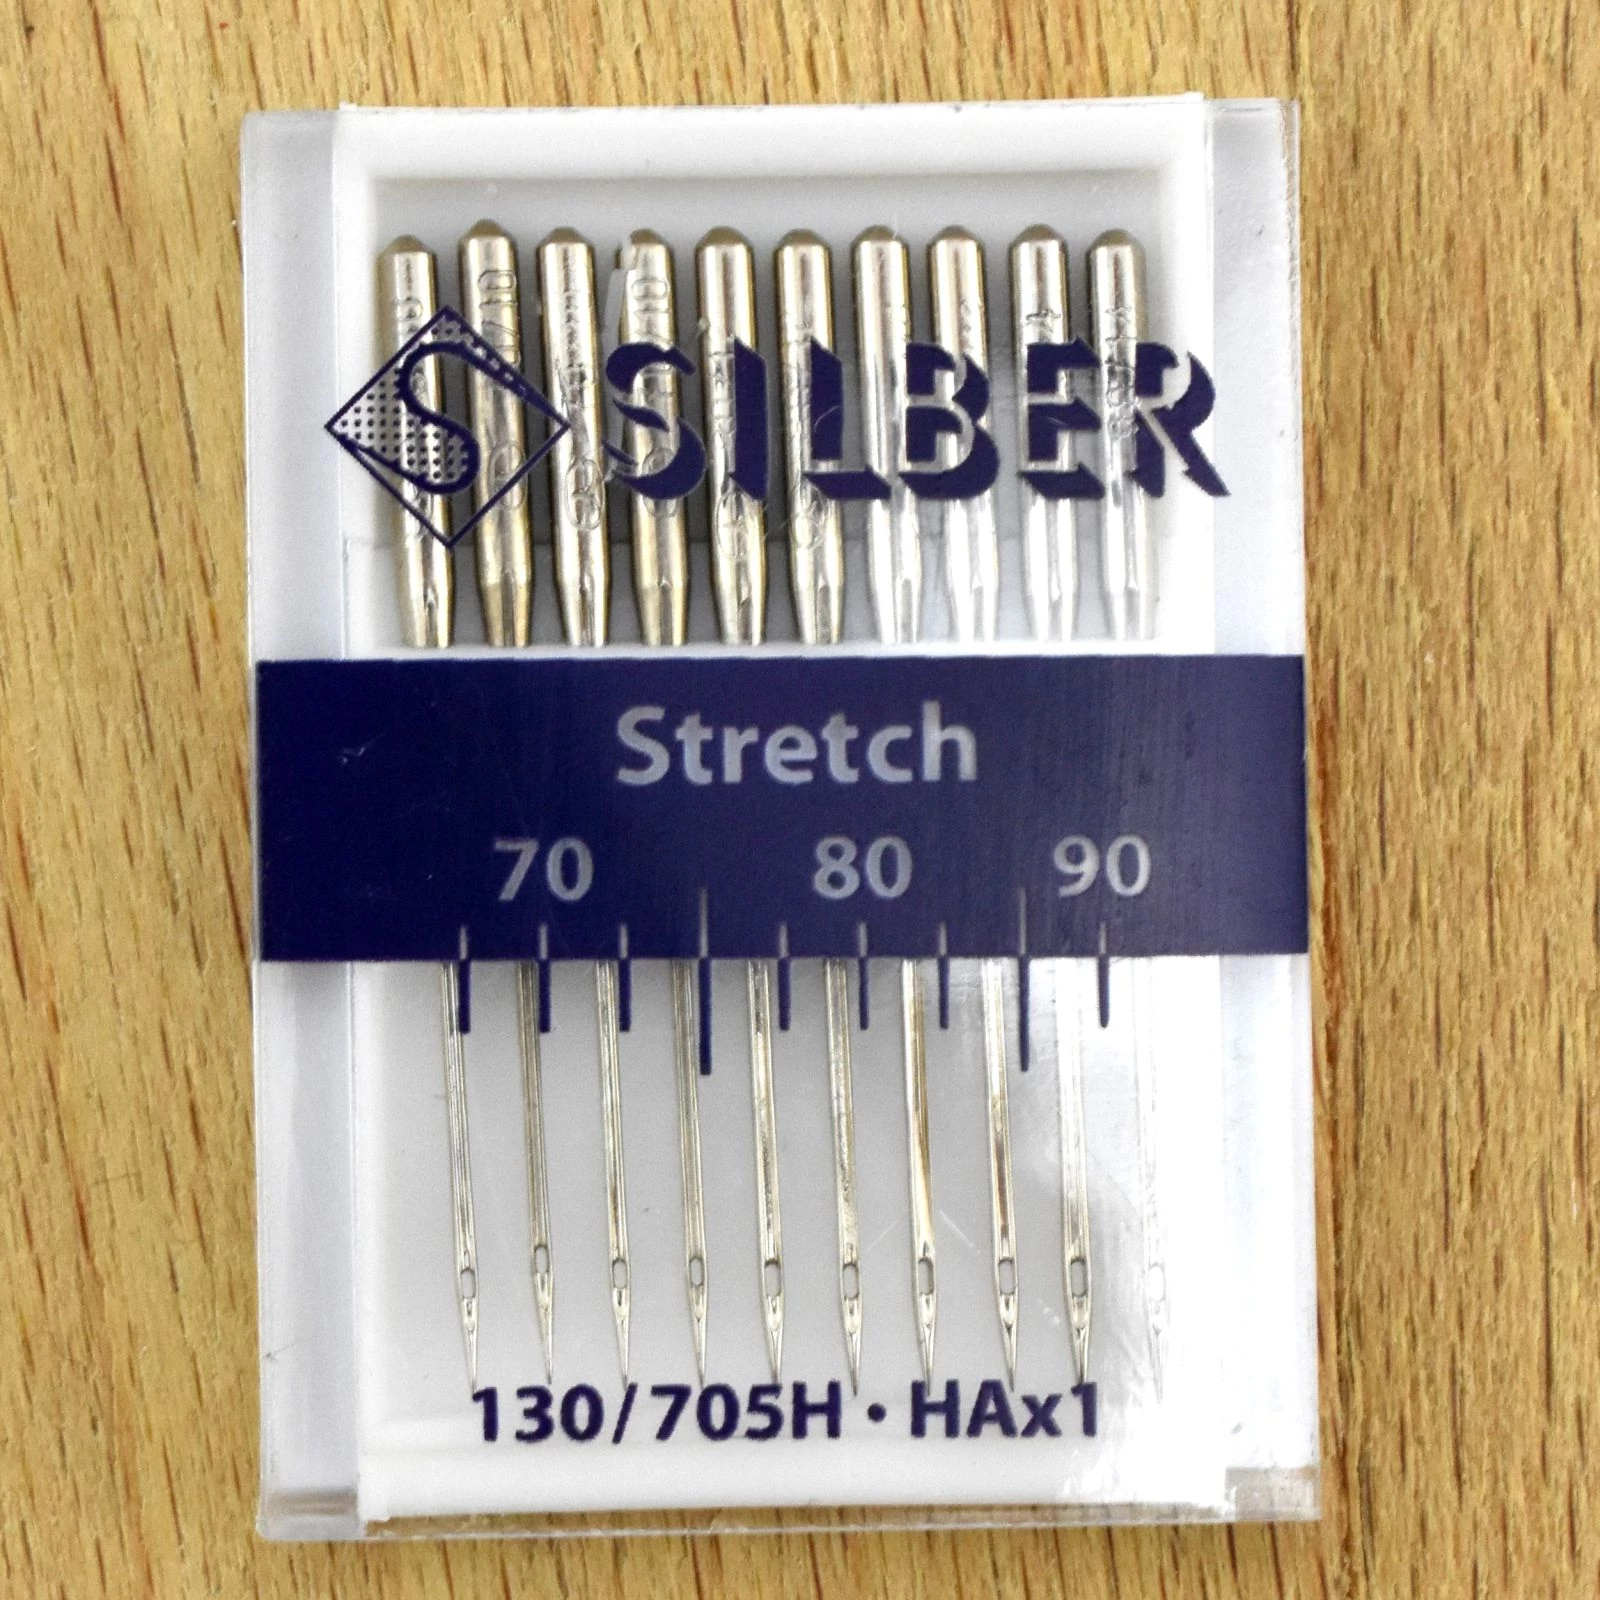 S SILBER
Stretch
70 80 90
130/705H · HAx1